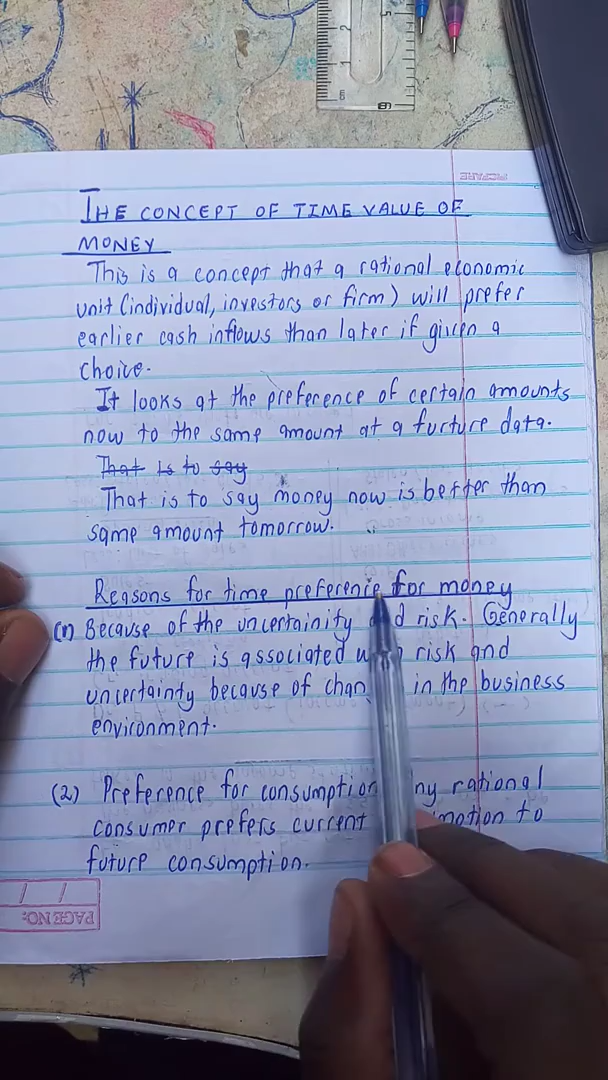 THE CONCEPT OF TIME VALUE OF
MONEY
This is a concept that a rational economic
unit (individual, investors or firm) will prefer
earlier cash inflows than later if given a
choice.
It looks at the preference of certain amounts
now to the same amount at a furture data.
That is to say
That is to say money now is better than
same amount tomorrow.
Reasons for time preference for money
(1) Because of the uncertainity risk. Generally
the future is associated risk and
uncertainty because of in the business
environment.
(2) Preference for consumption rational
consumer prefers current to
future consumption.
PAGE NO: